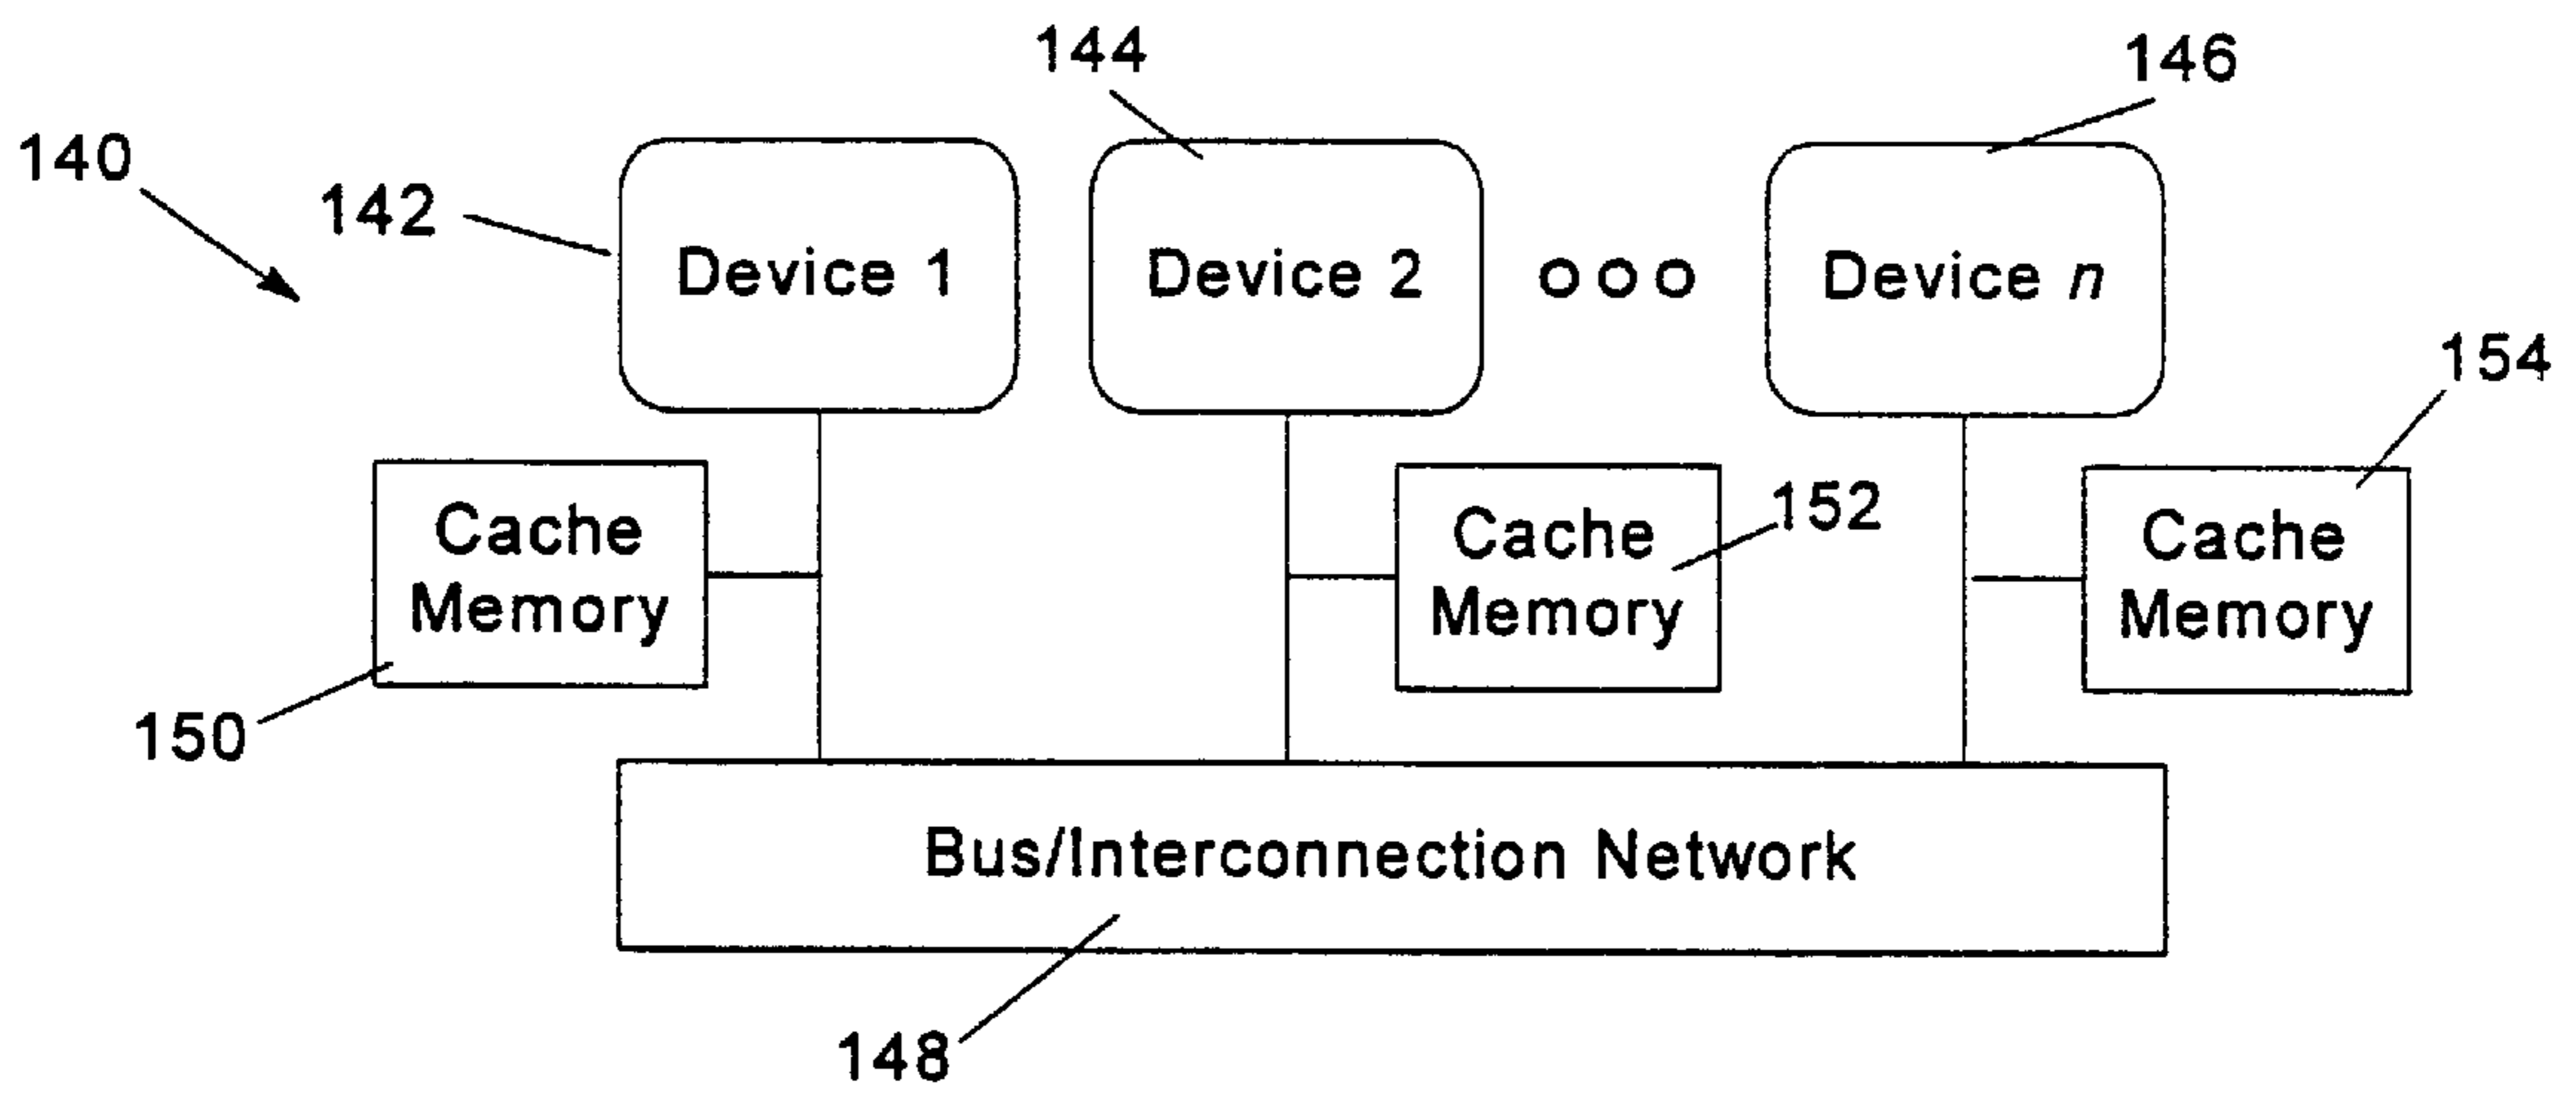 144
146
140
142
Device 1
Device 2
ooo
Device n
154
Cache
Memory
Cache
Memory
152
Cache
Memory
150
Bus/Interconnection Network
148